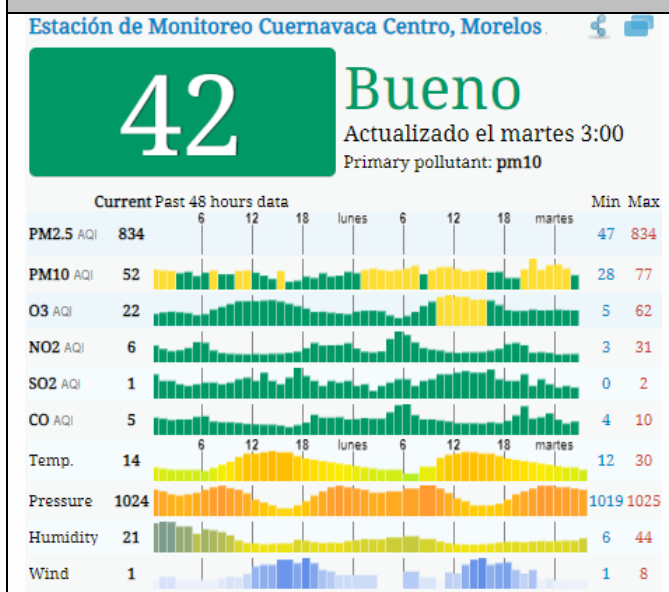 Estación de Monitoreo Cuernavaca Centro, Morelos .
42
Bueno
Actualizado el martes 3:00
Primary pollutant: pm10
Current Past 48 hours data Min Max
6 12 18 lunes 6 12 18 martes
PM2.5 AQI 834 47 834
PM10 AQI 52 28 77
O3 AQI 22 5 62
NO2 AQI 6 3 31
SO2 AQI 1 0 2
CO AQI 5 4 10
6 12 18 lunes 6 12 18 martes
Temp. 14 12 30
Pressure 1024 1019 1025
Humidity 21 6 44
Wind 1 1 8